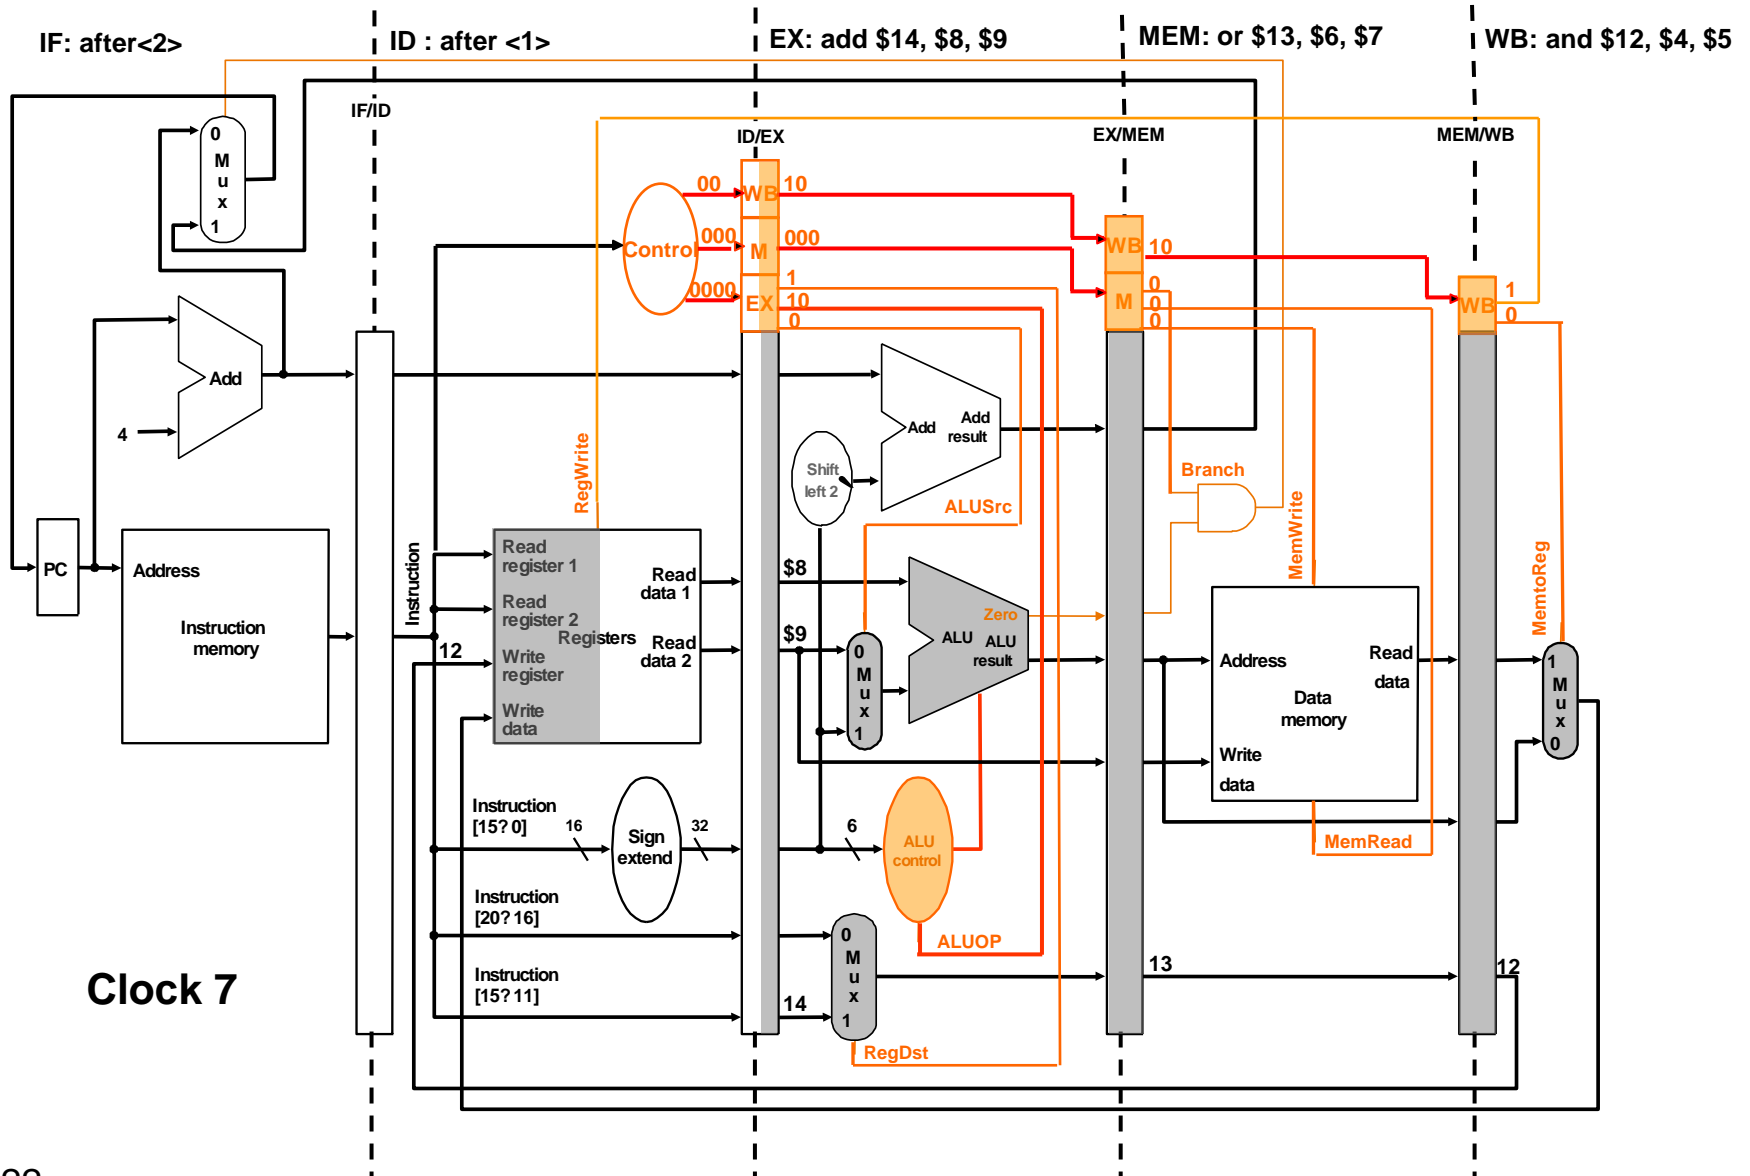 IF: after<2>
ID : after <1>
EX: add $14, $8, $9
MEM: or $13, $6, $7
WB: and $12, $4, $5
IF/ID
ID/EX
EX/MEM
MEM/WB
0
M
u
x
1
Control
00
000
0000
WB
M
EX
10
000
1
10
0
WB
M
10
0
0
0
WB
1
0
Add
4
Add
Add
result
Shift
left 2
RegWrite
ALUSrc
Branch
MemWrite
MemtoReg
PC
Address
Instruction
memory
Instruction
Read
register 1
Read
register 2
Registers
Write
register
Write
data
Read
data 1
Read
data 2
12
$8
$9
0
M
u
x
1
Zero
ALU
ALU
result
Address
Read
data
Data
memory
Write
data
1
M
u
x
0
MemRead
Instruction
[15?0]
16
Sign
extend
32
6
ALU
control
Instruction
[20?16]
Instruction
[15?11]
14
0
M
u
x
1
ALUOP
RegDst
13
12
Clock 7